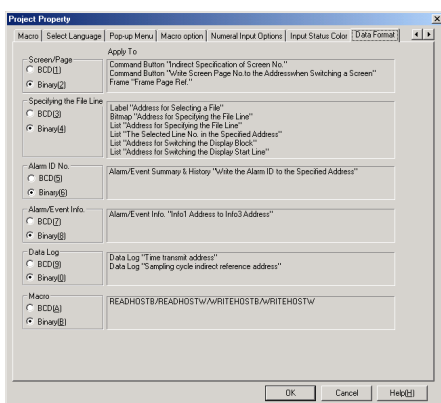 Project Property
Macro Select Language Pop-up Menu Macro option Numeral Input Options Input Status Color Data Format
Apply To
Screen/Page
BCD(1)
Binary(2)
Command Button "Indirect Specification of Screen No."
Command Button "Write Screen Page No.to the Addresswhen Switching a Screen"
Frame "Frame Page Ref."
Specifying the File Line
BCD(3)
Binary(4)
Label "Address for Selecting a File"
Bitmap "Address for Specifying the File Line"
List "Address for Specifying the File Line"
List "The Selected Line No. in the Specified Address"
List "Address for Switching the Display Block"
List "Address for Switching the Display Start Line"
Alarm ID No.
BCD(5)
Binary(6)
Alarm/Event Summary & History "Write the Alarm ID to the Specified Address"
Alarm/Event Info.
BCD(7)
Binary(8)
Alarm/Event Info. "Info1 Address to Info3 Address"
Data Log
BCD(9)
Binary(0)
Data Log "Time transmit address"
Data Log "Sampling cycle indirect reference address"
Macro
BCD(A)
Binary(B)
READHOSTB/READHOSTW/WRITEHOSTB/WRITEHOSTW
OK Cancel Help(H)